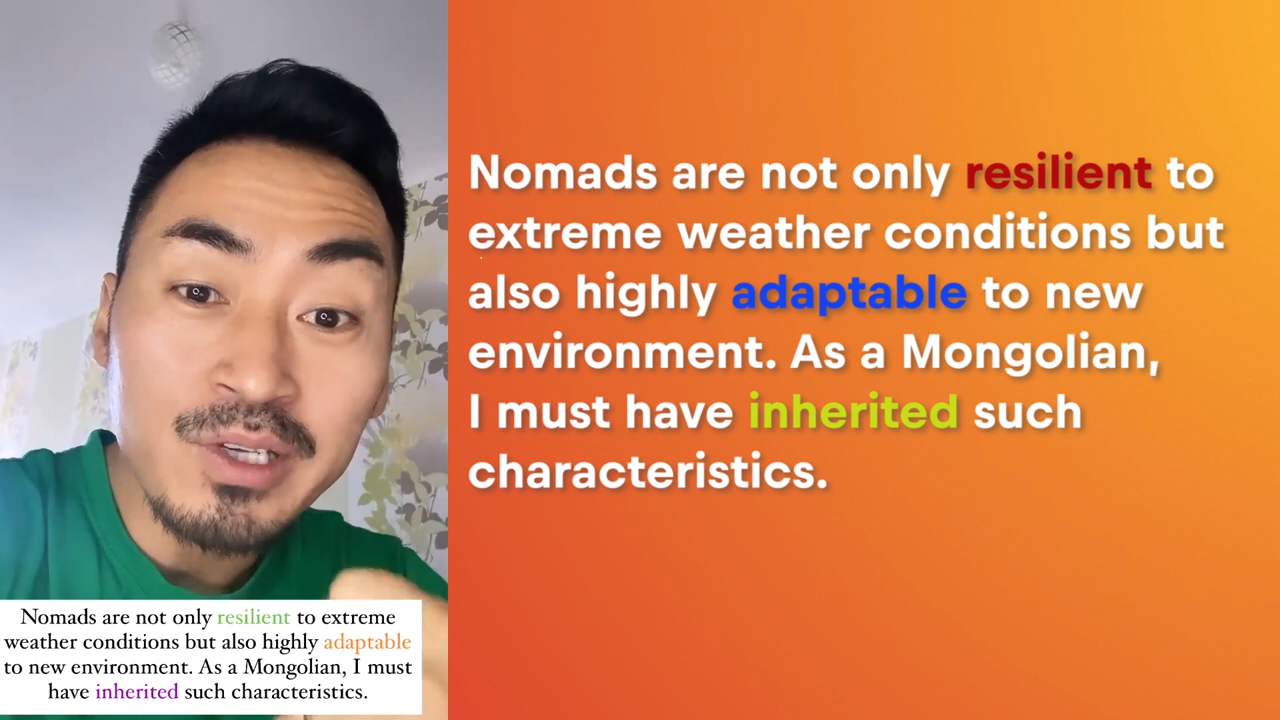 Nomads are not only resilient to
extreme weather conditions but
also highly adaptable to new
environment. As a Mongolian,
I must have inherited such
characteristics.
Nomads are not only resilient to extreme
weather conditions but also highly adaptable
to new environment. As a Mongolian, I must
have inherited such characteristics.